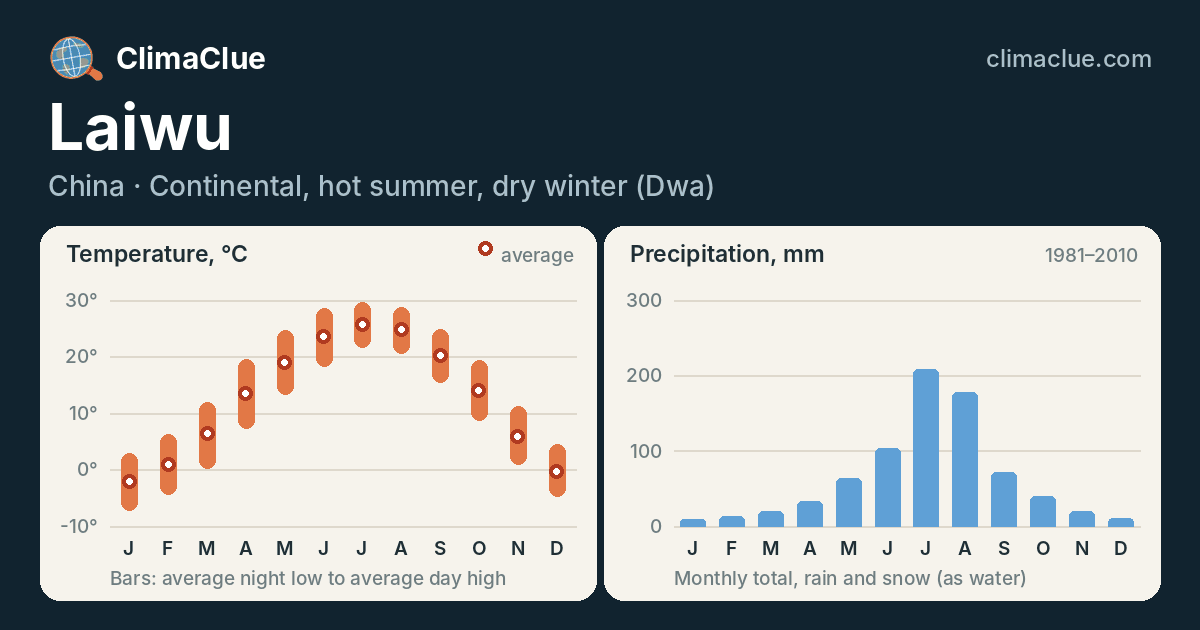 ClimaClue
climaclue.com
Laiwu
China · Continental, hot summer, dry winter (Dwa)
Temperature, °C
average
30°
20°
10°
0°
-10°
J F M A M J J A S O N D
Bars: average night low to average day high
Precipitation, mm
1981–2010
300
200
100
0
J F M A M J J A S O N D
Monthly total, rain and snow (as water)